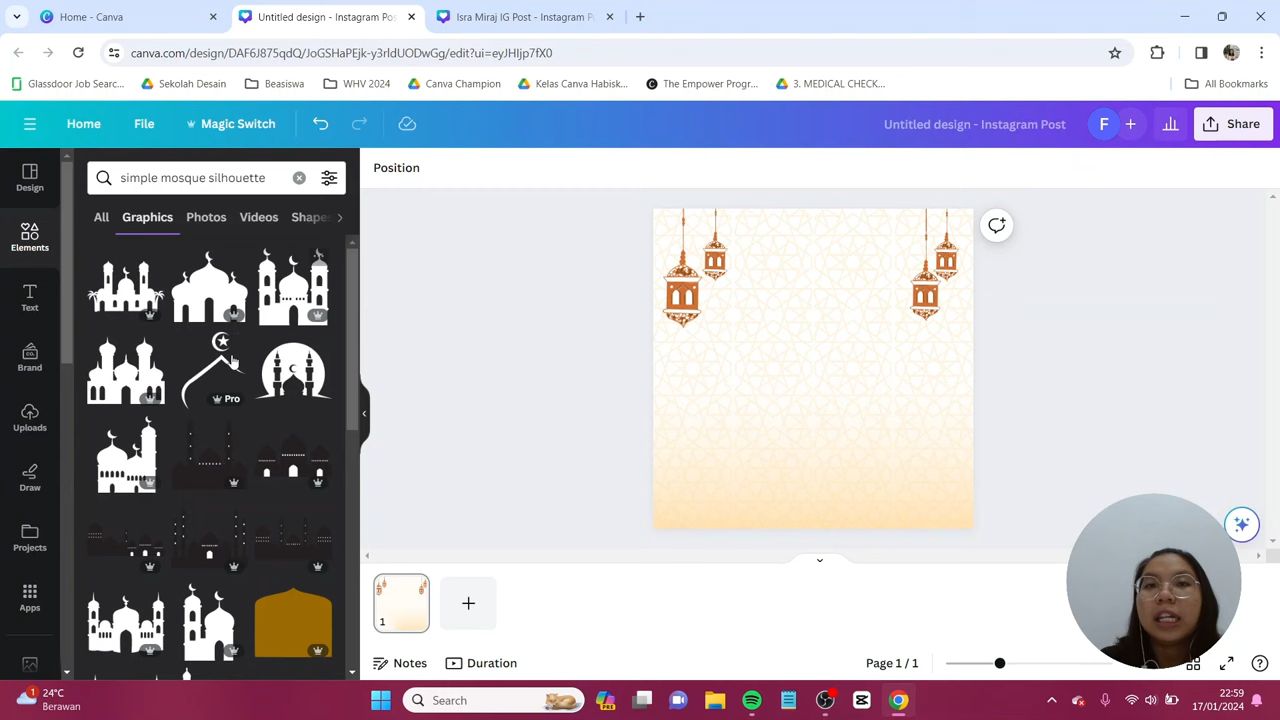 Home - Canva
Untitled design - Instagram Pos
Isra Miraj IG Post - Instagram P
canva.com/design/DAF6J875qdQ/JoGSHaPEjk-y3rldUODwGg/edit?ui=eyJHIjp7fX0
Glassdoor Job Searc...
Sekolah Desain
Beasiswa
WHV 2024
Canva Champion
Kelas Canva Habisk...
The Empower Progr...
3. MEDICAL CHECK...
All Bookmarks
Home
File
Magic Switch
Untitled design - Instagram Post
F
Share
Design
Elements
Text
Brand
Uploads
Draw
Projects
Apps
simple mosque silhouette
All
Graphics
Photos
Videos
Shapes
Pro
Position
1
Notes
Duration
Page 1 / 1
1
24°C
Berawan
Search
PRE
22:59
17/01/2024